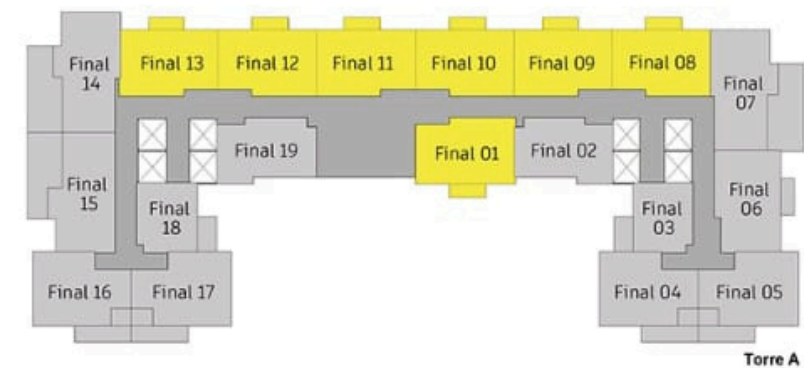 Final 13
Final 12
Final 11
Final 10
Final 09
Final 08
Final
14
Final
07
Final 19
Final 01
Final 02
Final
15
Final
18
Final
03
Final
06
Final 16
Final 17
Final 04
Final 05
Torre A